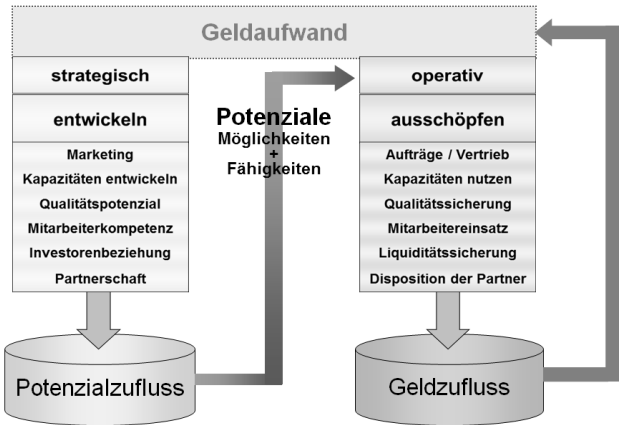 Geldaufwand
strategisch
entwickeln
Marketing
Kapazitäten entwickeln
Qualitätspotenzial
Mitarbeiterkompetenz
Investorenbeziehung
Partnerschaft
Potenzialzufluss
Potenziale
Möglichkeiten
+
Fähigkeiten
operativ
ausschöpfen
Aufträge / Vertrieb
Kapazitäten nutzen
Qualitätssicherung
Mitarbeitereinsatz
Liquiditätssicherung
Disposition der Partner
Geldzufluss